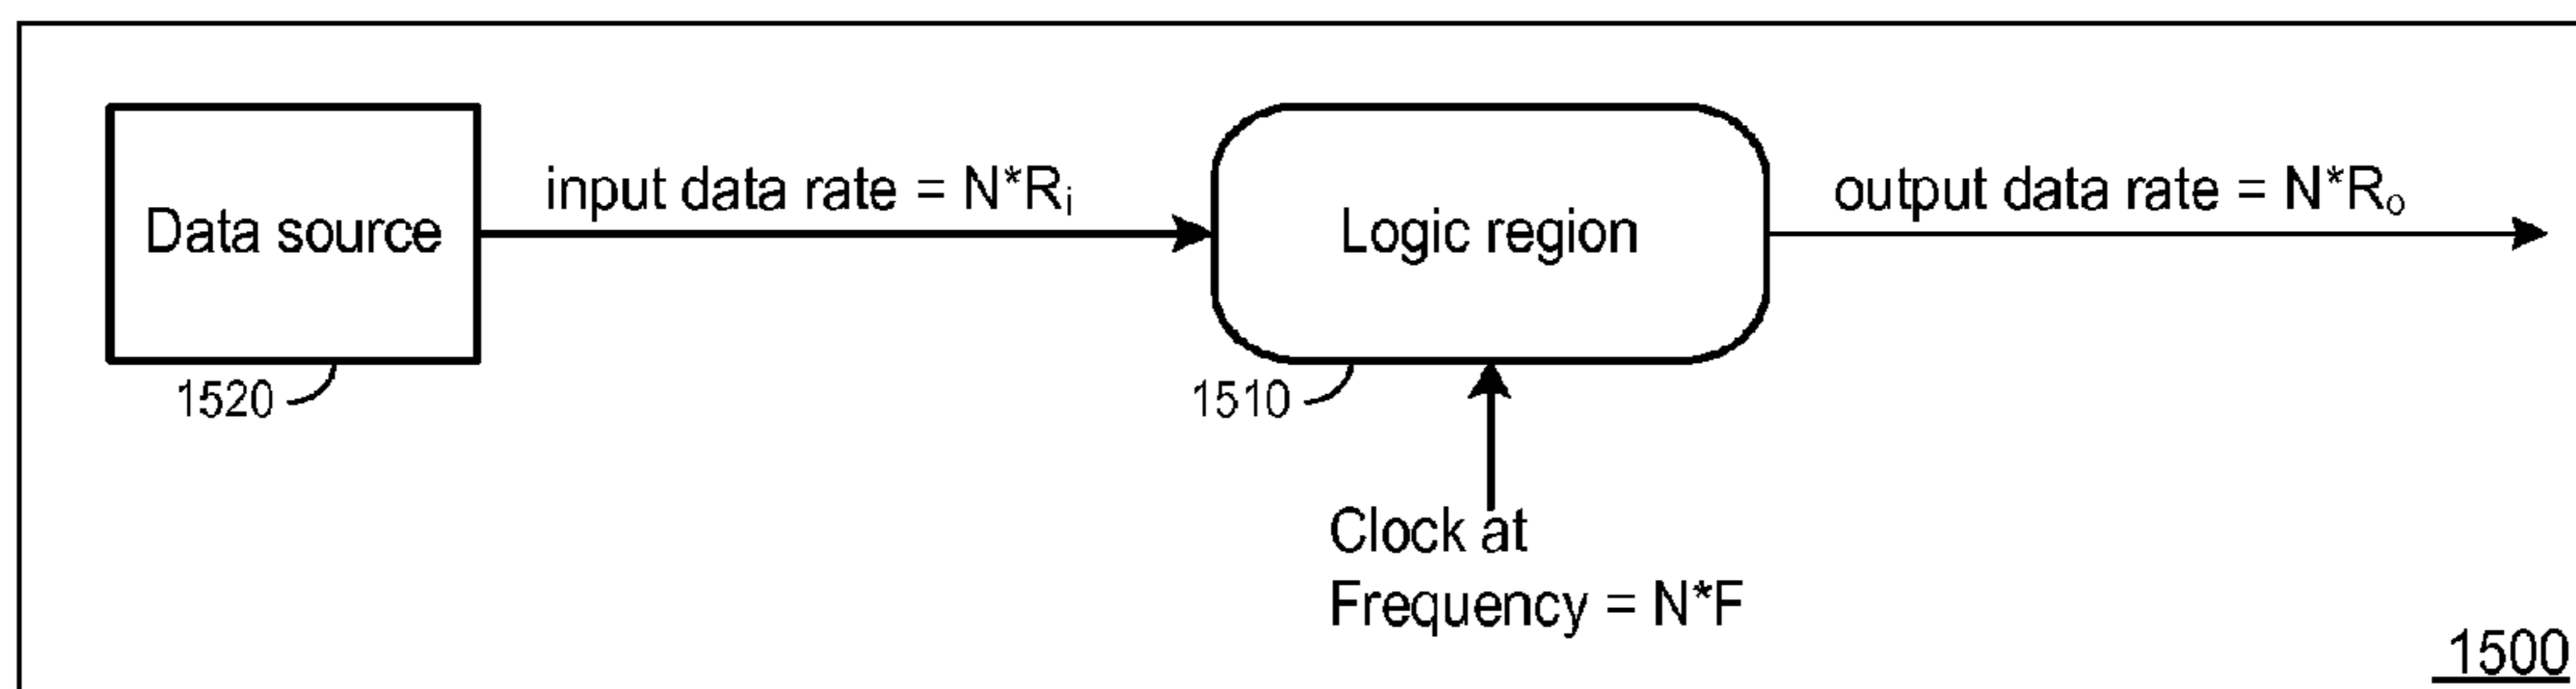 Data source
input data rate = N*Rᵢ
Logic region
output data rate = N*Rₒ
1520
1510
Clock at
Frequency = N*F
1500